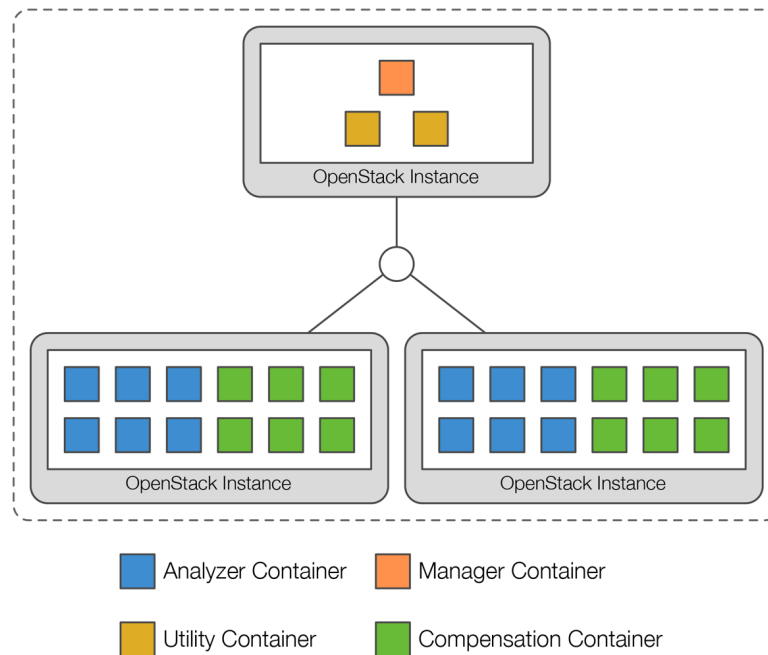 OpenStack Instance
OpenStack Instance
OpenStack Instance
Analyzer Container
Manager Container
Utility Container
Compensation Container